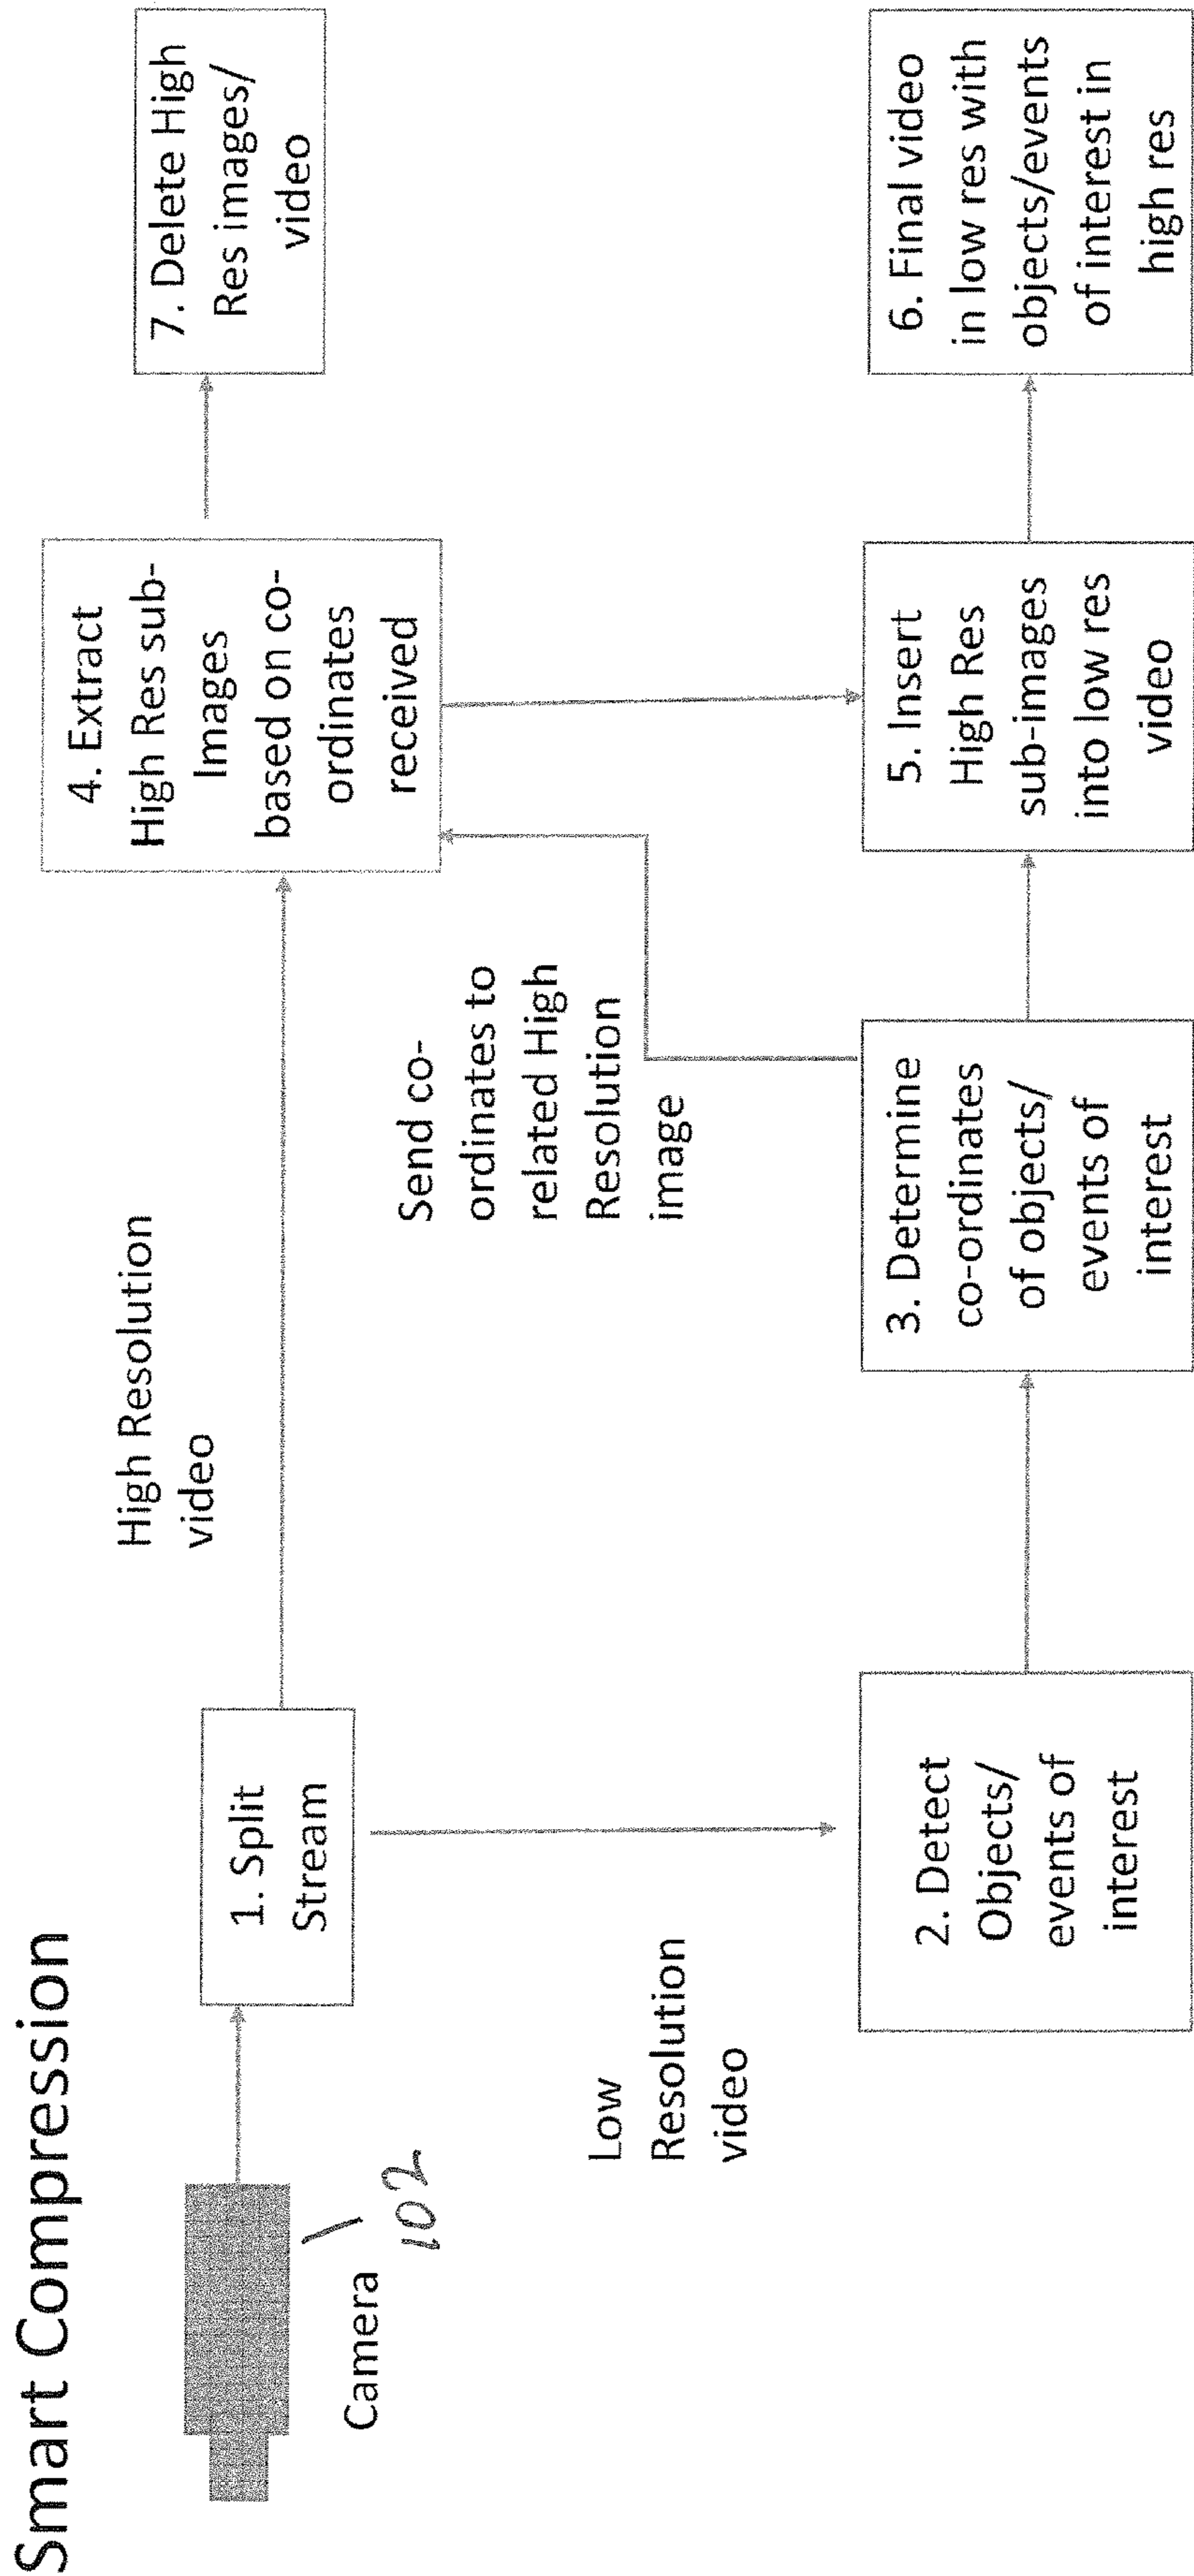 Smart Compression
Camera
102
1. Split
Stream
High Resolution
video
Low
Resolution
video
2. Detect
Objects/
events of
interest
3. Determine
co-ordinates
of objects/
events of
interest
Send co-
ordinates to
related High
Resolution
image
4. Extract
High Res sub-
Images
based on co-
ordinates
received
5. Insert
High Res
sub-images
into low res
video
6. Final video
in low res with
objects/events
of interest in
high res
7. Delete High
Res images/
video